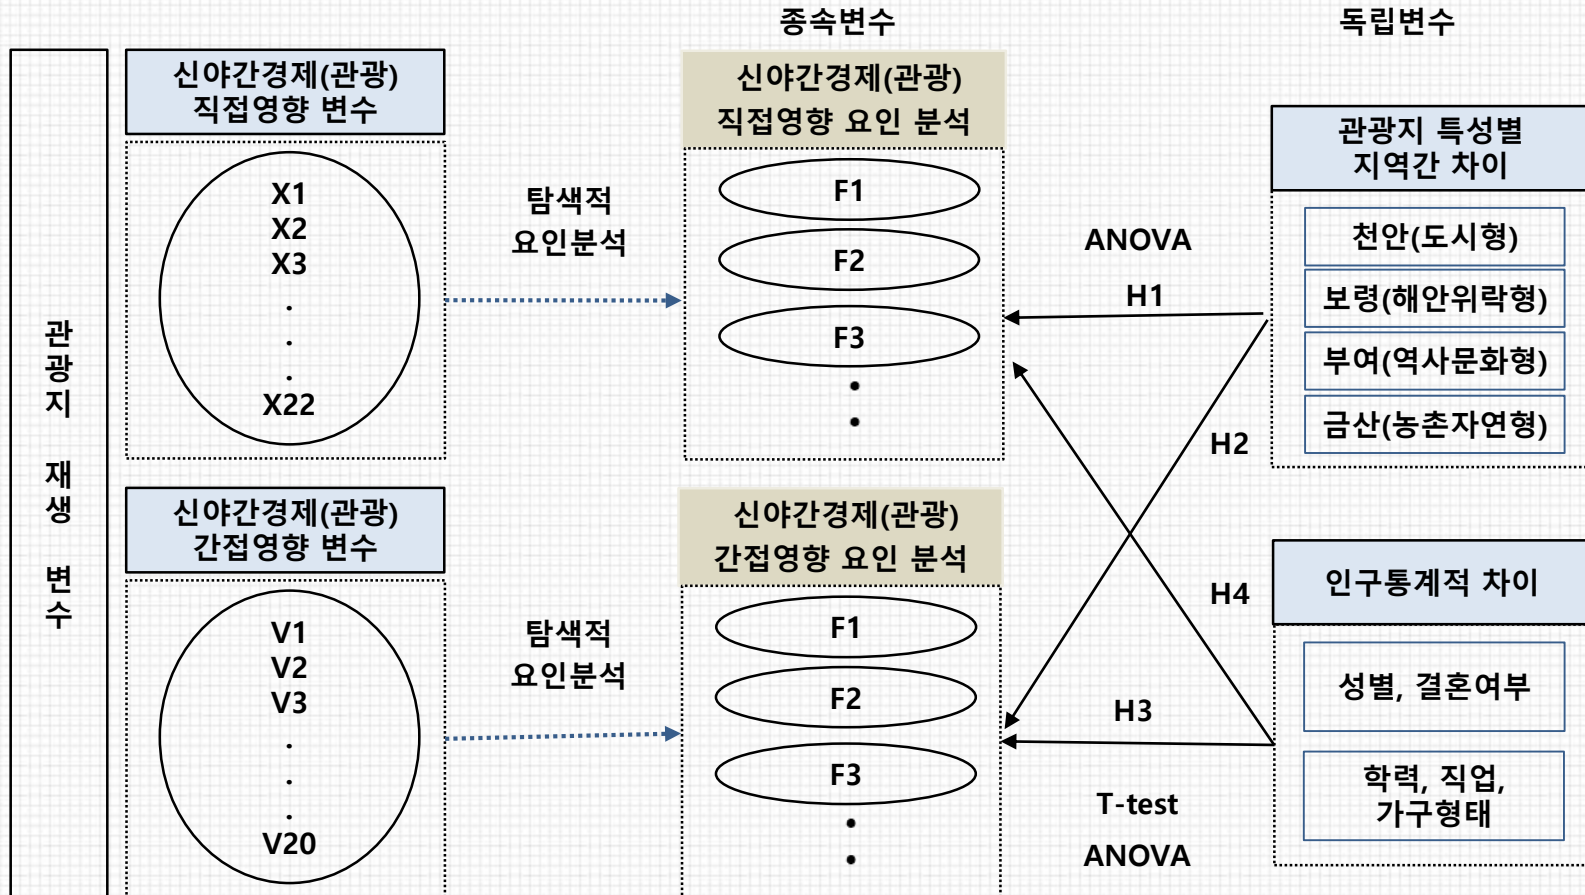 종속변수
독립변수
관광지 재생 변수
신야간경제(관광)
직접영향 변수
X1
X2
X3
.
.
.
X22
탐색적
요인분석
신야간경제(관광)
직접영향 요인 분석
F1
F2
F3
•
•
ANOVA
H1
H2
관광지 특성별
지역간 차이
천안(도시형)
보령(해안위락형)
부여(역사문화형)
금산(농촌자연형)
신야간경제(관광)
간접영향 변수
V1
V2
V3
.
.
.
V20
탐색적
요인분석
신야간경제(관광)
간접영향 요인 분석
F1
F2
F3
•
•
H4
H3
T-test
ANOVA
인구통계적 차이
성별, 결혼여부
학력, 직업,
가구형태